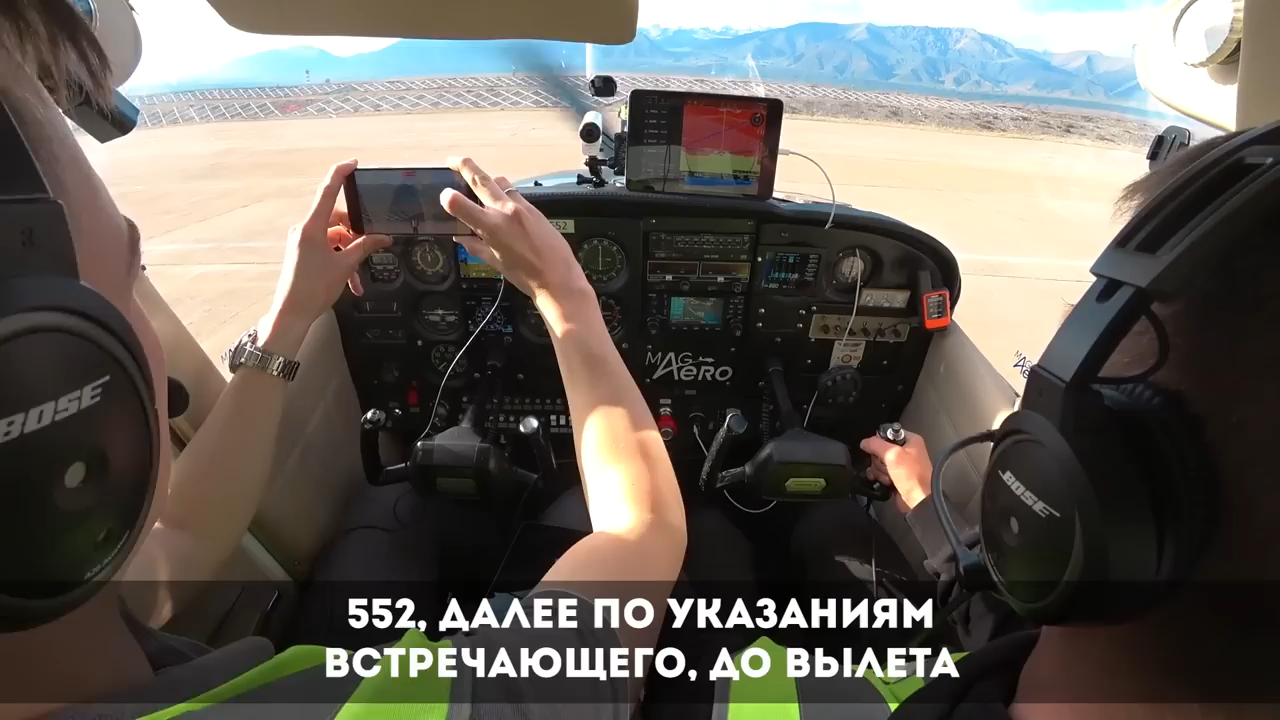 552
MAG
AERO
BOSE
BOSE
552, ДАЛЕЕ ПО УКАЗАНИЯМ
ВСТРЕЧАЮЩЕГО, ДО ВЫЛЕТА